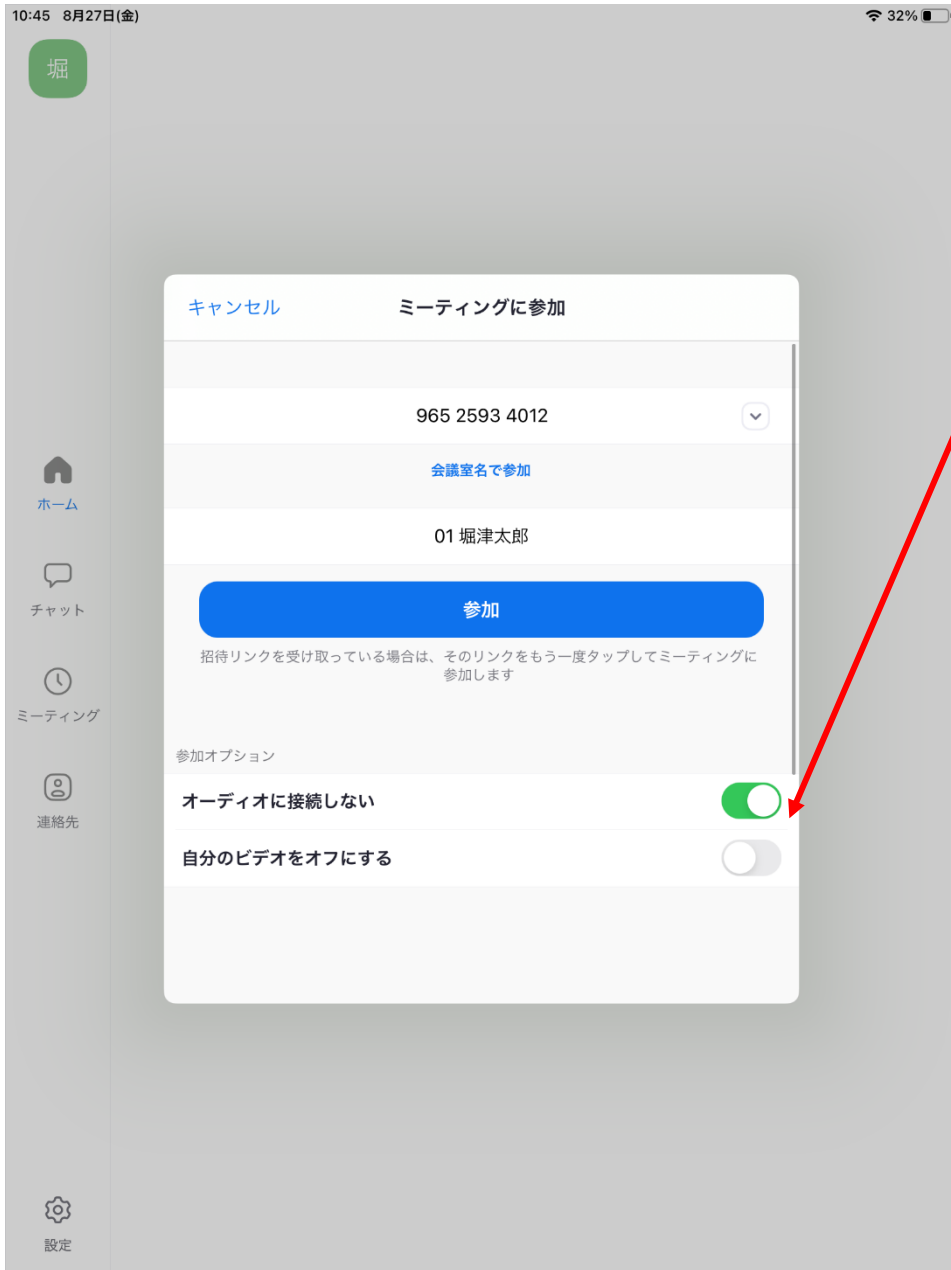 10:45 8月27日(金)
32%
堀
キャンセル
ミーティングに参加
965 2593 4012
会議室名で参加
01 堀津太郎
参加
招待リンクを受け取っている場合は、そのリンクをもう一度タップしてミーティングに
参加します
参加オプション
オーディオに接続しない
自分のビデオをオフにする
ホーム
チャット
ミーティング
連絡先
設定